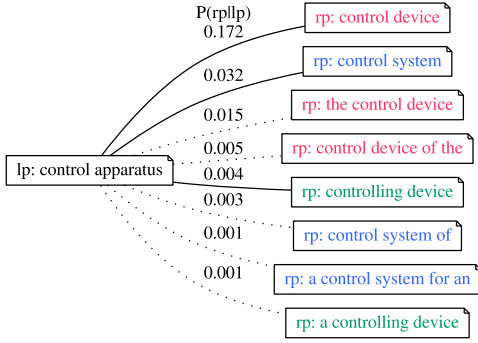 P(rp||lp)
0.172
rp: control device
0.032
rp: control system
0.015
rp: the control device
0.005
rp: control device of the
lp: control apparatus
0.004
rp: controlling device
0.003
rp: control system of
0.001
rp: a control system for an
0.001
rp: a controlling device